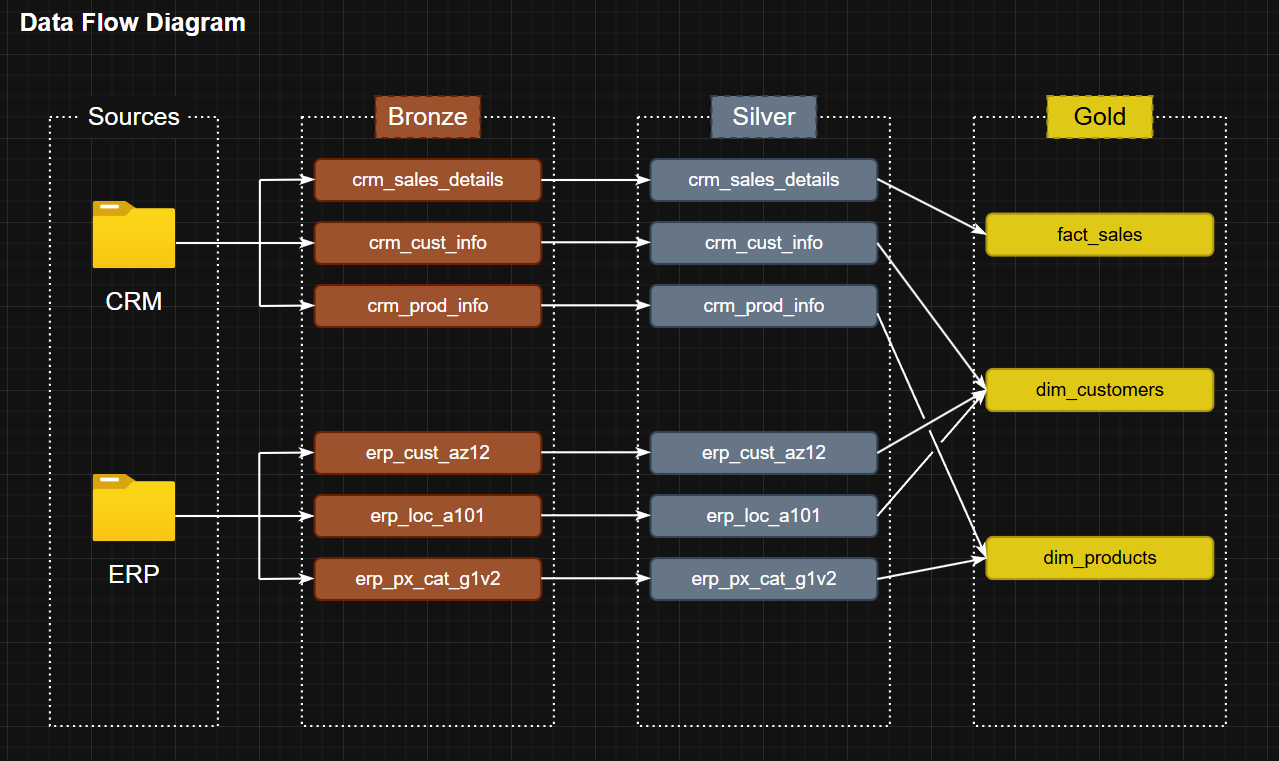 Data Flow Diagram
Sources
Bronze
Silver
Gold
CRM
ERP
crm_sales_details
crm_cust_info
crm_prod_info
erp_cust_az12
erp_loc_a101
erp_px_cat_g1v2
crm_sales_details
crm_cust_info
crm_prod_info
erp_cust_az12
erp_loc_a101
erp_px_cat_g1v2
fact_sales
dim_customers
dim_products